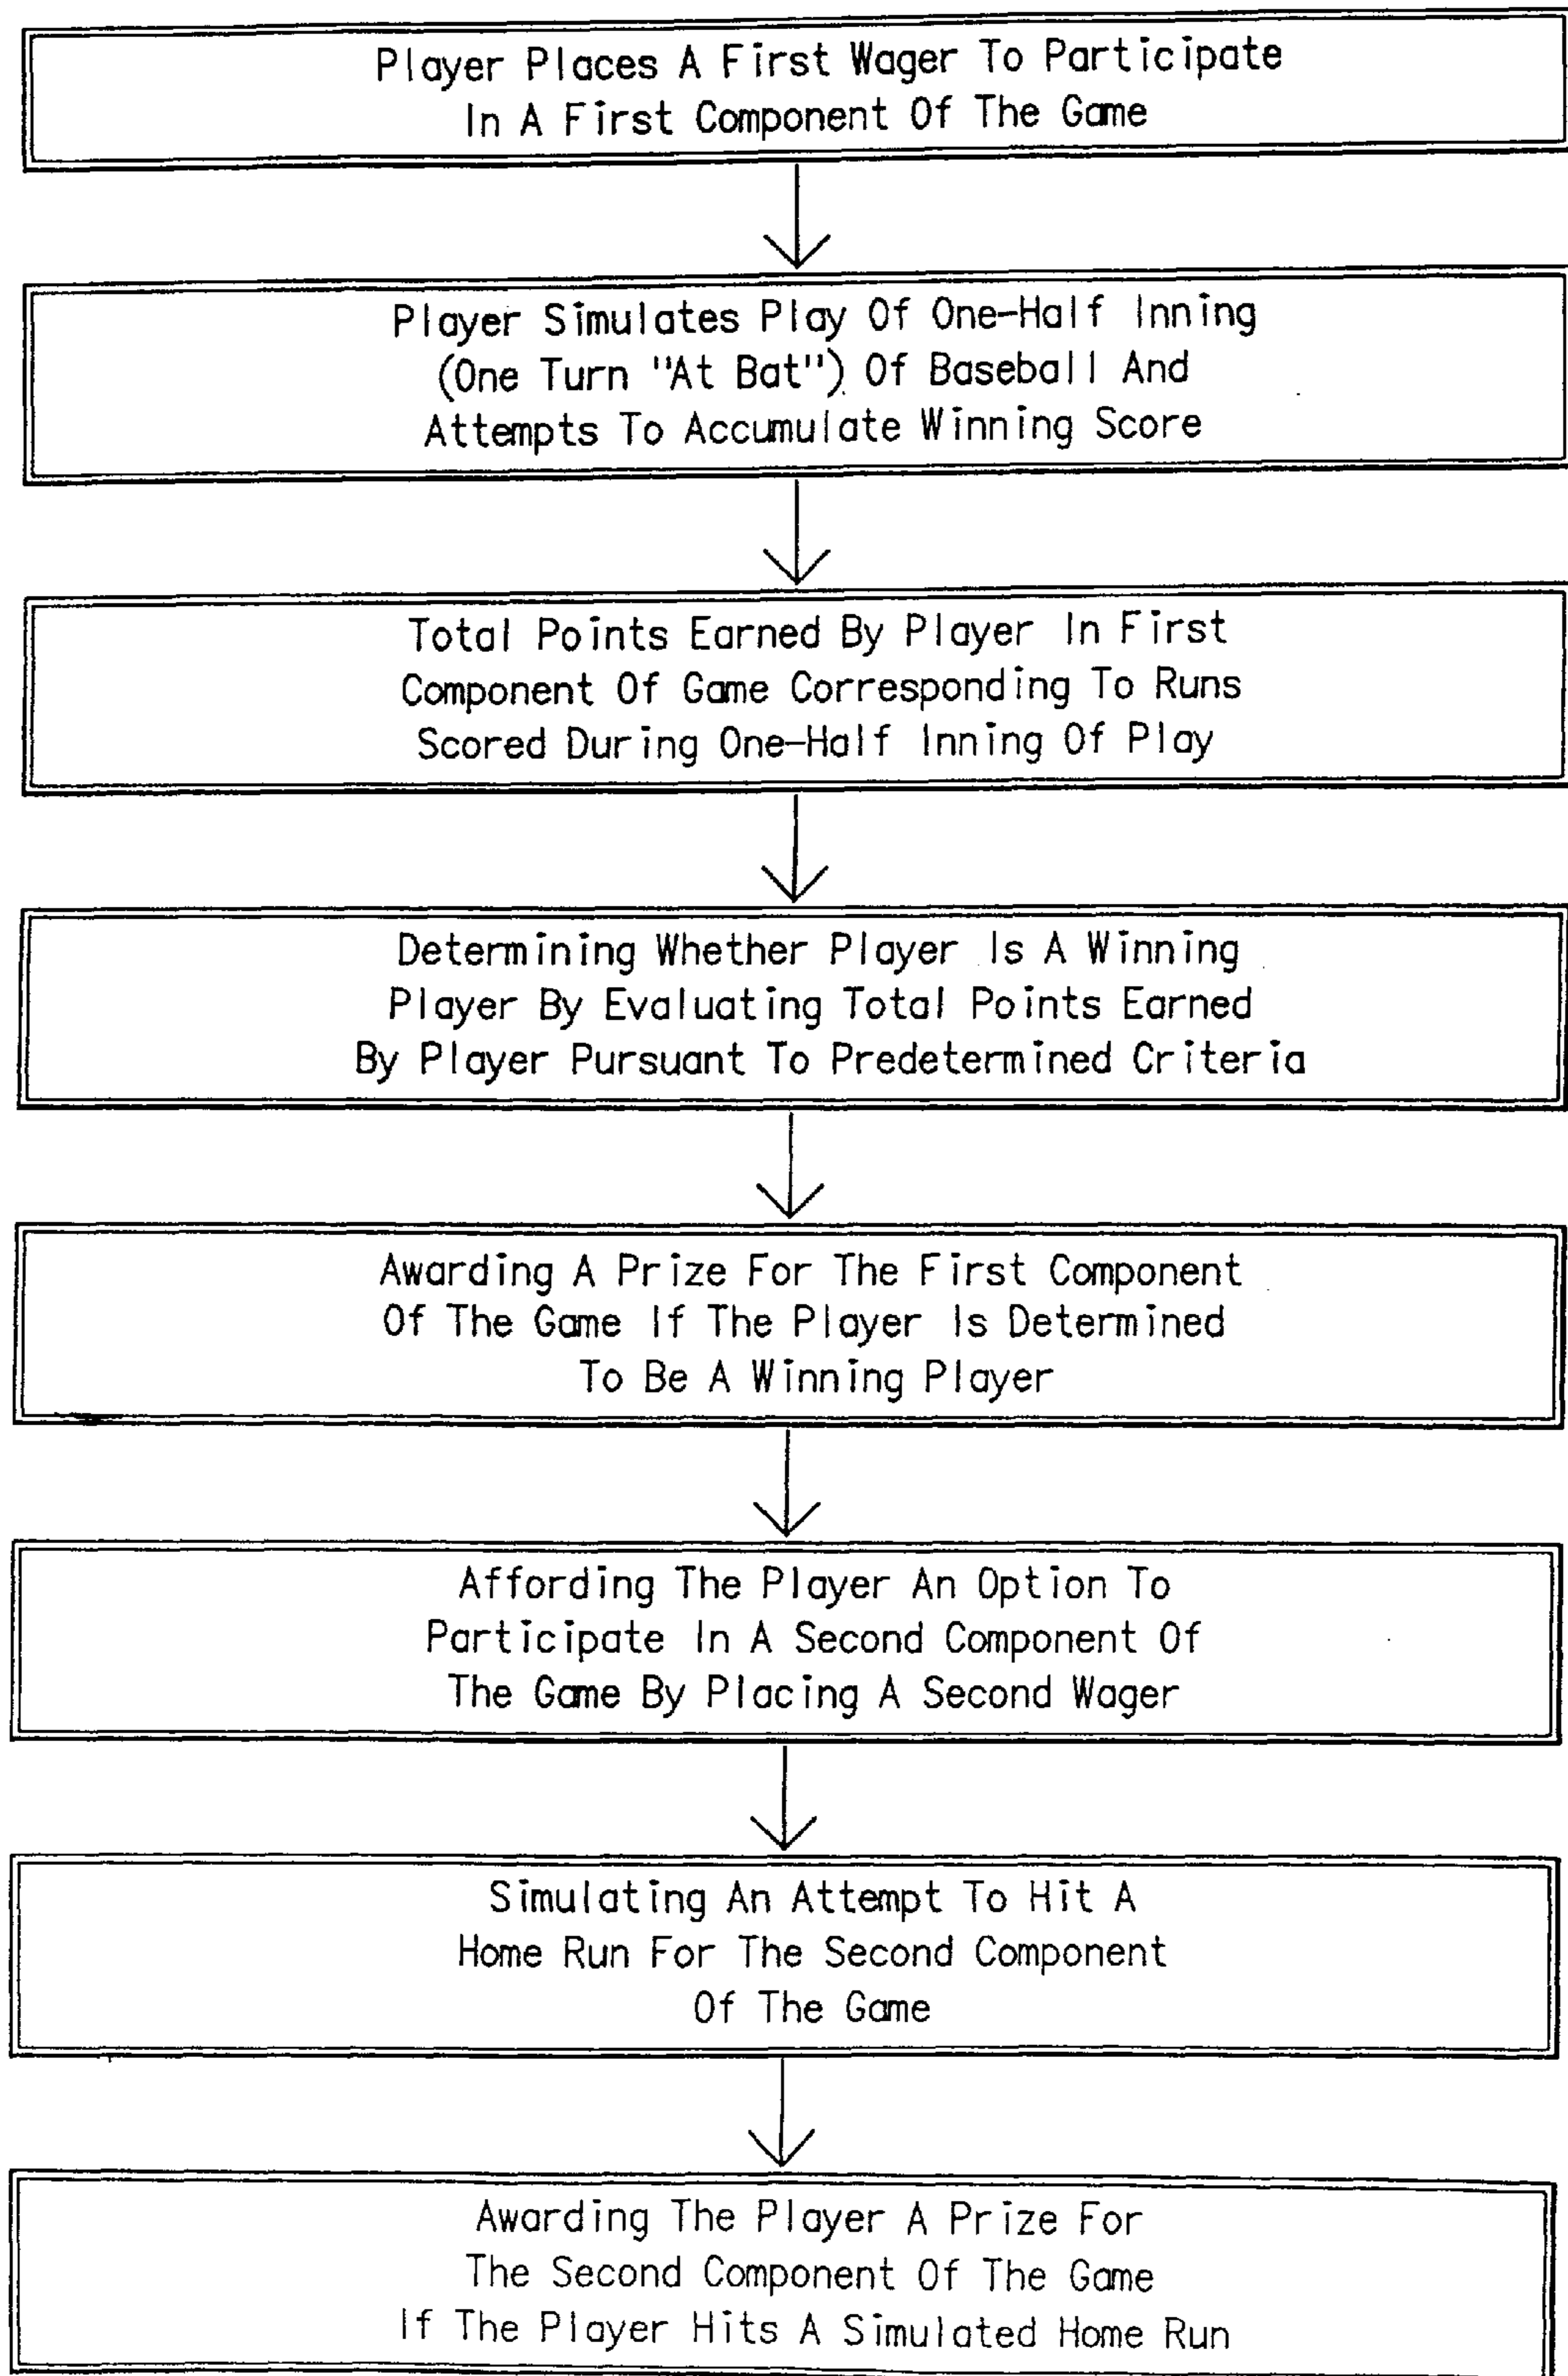 Player Places A First Wager To Participate
In A First Component Of The Game
Player Simulates Play Of One-Half Inning
(One Turn "At Bat") Of Baseball And
Attempts To Accumulate Winning Score
Total Points Earned By Player In First
Component Of Game Corresponding To Runs
Scored During One-Half Inning Of Play
Determining Whether Player Is A Winning
Player By Evaluating Total Points Earned
By Player Pursuant To Predetermined Criteria
Awarding A Prize For The First Component
Of The Game If The Player Is Determined
To Be A Winning Player
Affording The Player An Option To
Participate In A Second Component Of
The Game By Placing A Second Wager
Simulating An Attempt To Hit A
Home Run For The Second Component
Of The Game
Awarding The Player A Prize For
The Second Component Of The Game
If The Player Hits A Simulated Home Run